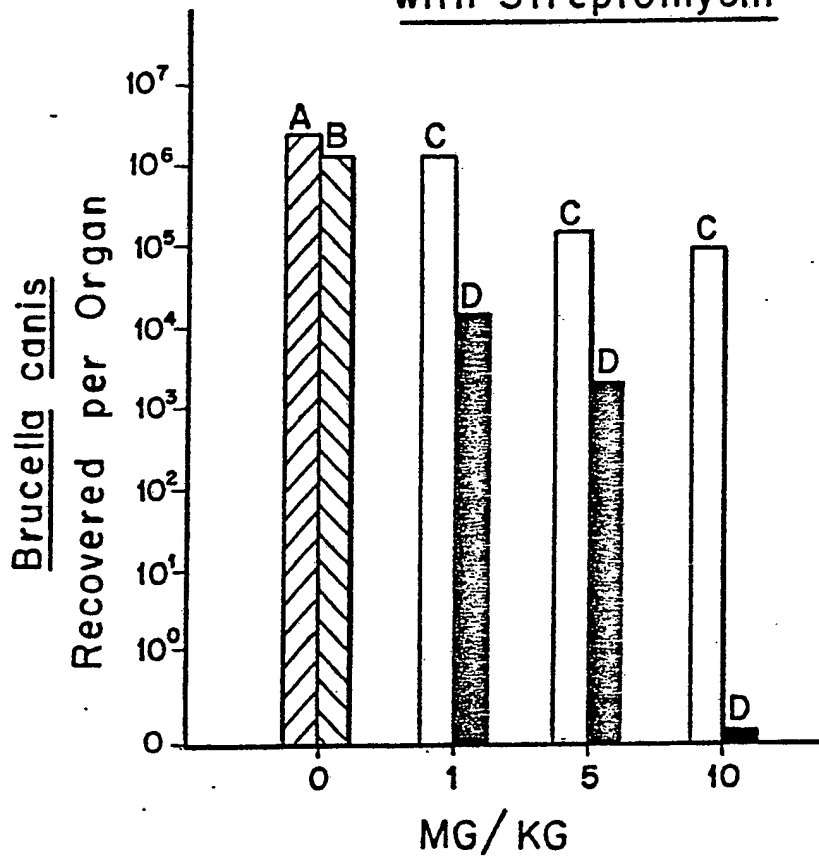 with Streptomysin
10⁷
10⁶
10⁵
10⁴
10³
10²
10¹
10⁰
0
Brucella canis
Recovered per Organ
A
B
C
D
C
D
C
D
0
1
5
10
MG/KG